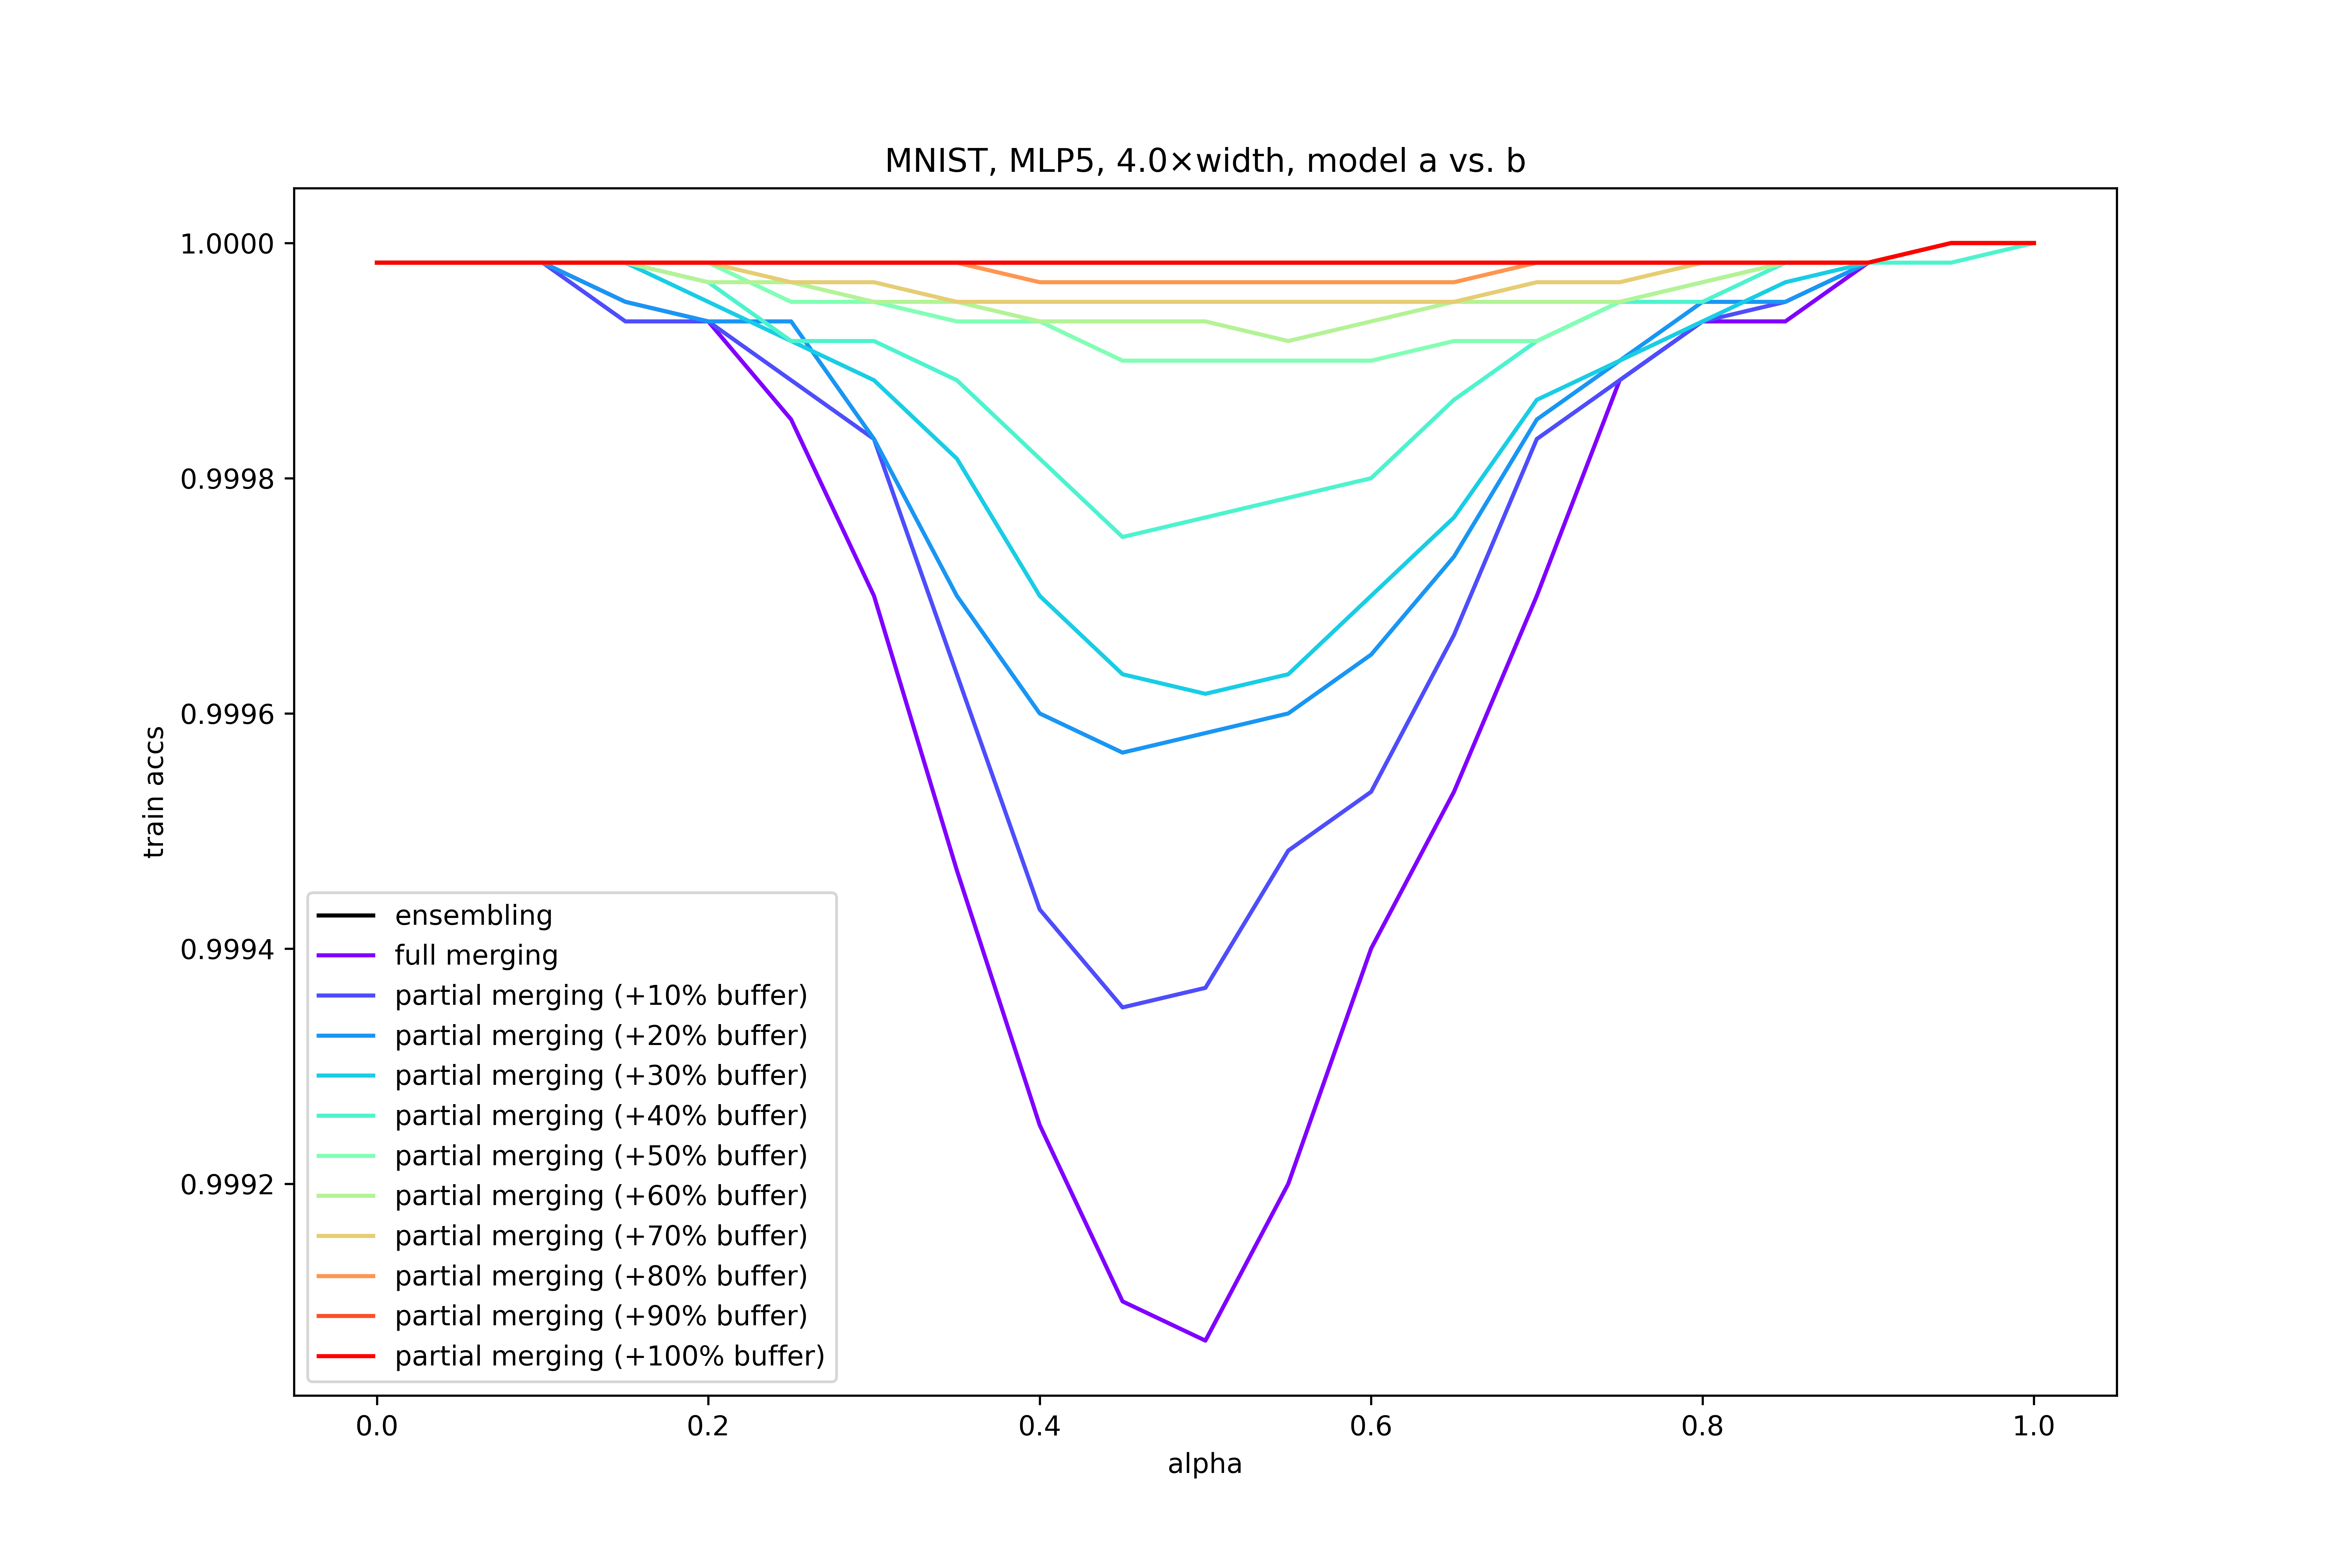 MNIST, MLP5, 4.0×width, model a vs. b
1.0000
0.9998
0.9996
0.9994
0.9992
train accs
ensembling
full merging
partial merging (+10% buffer)
partial merging (+20% buffer)
partial merging (+30% buffer)
partial merging (+40% buffer)
partial merging (+50% buffer)
partial merging (+60% buffer)
partial merging (+70% buffer)
partial merging (+80% buffer)
partial merging (+90% buffer)
partial merging (+100% buffer)
0.0 0.2 0.4 0.6 0.8 1.0
alpha